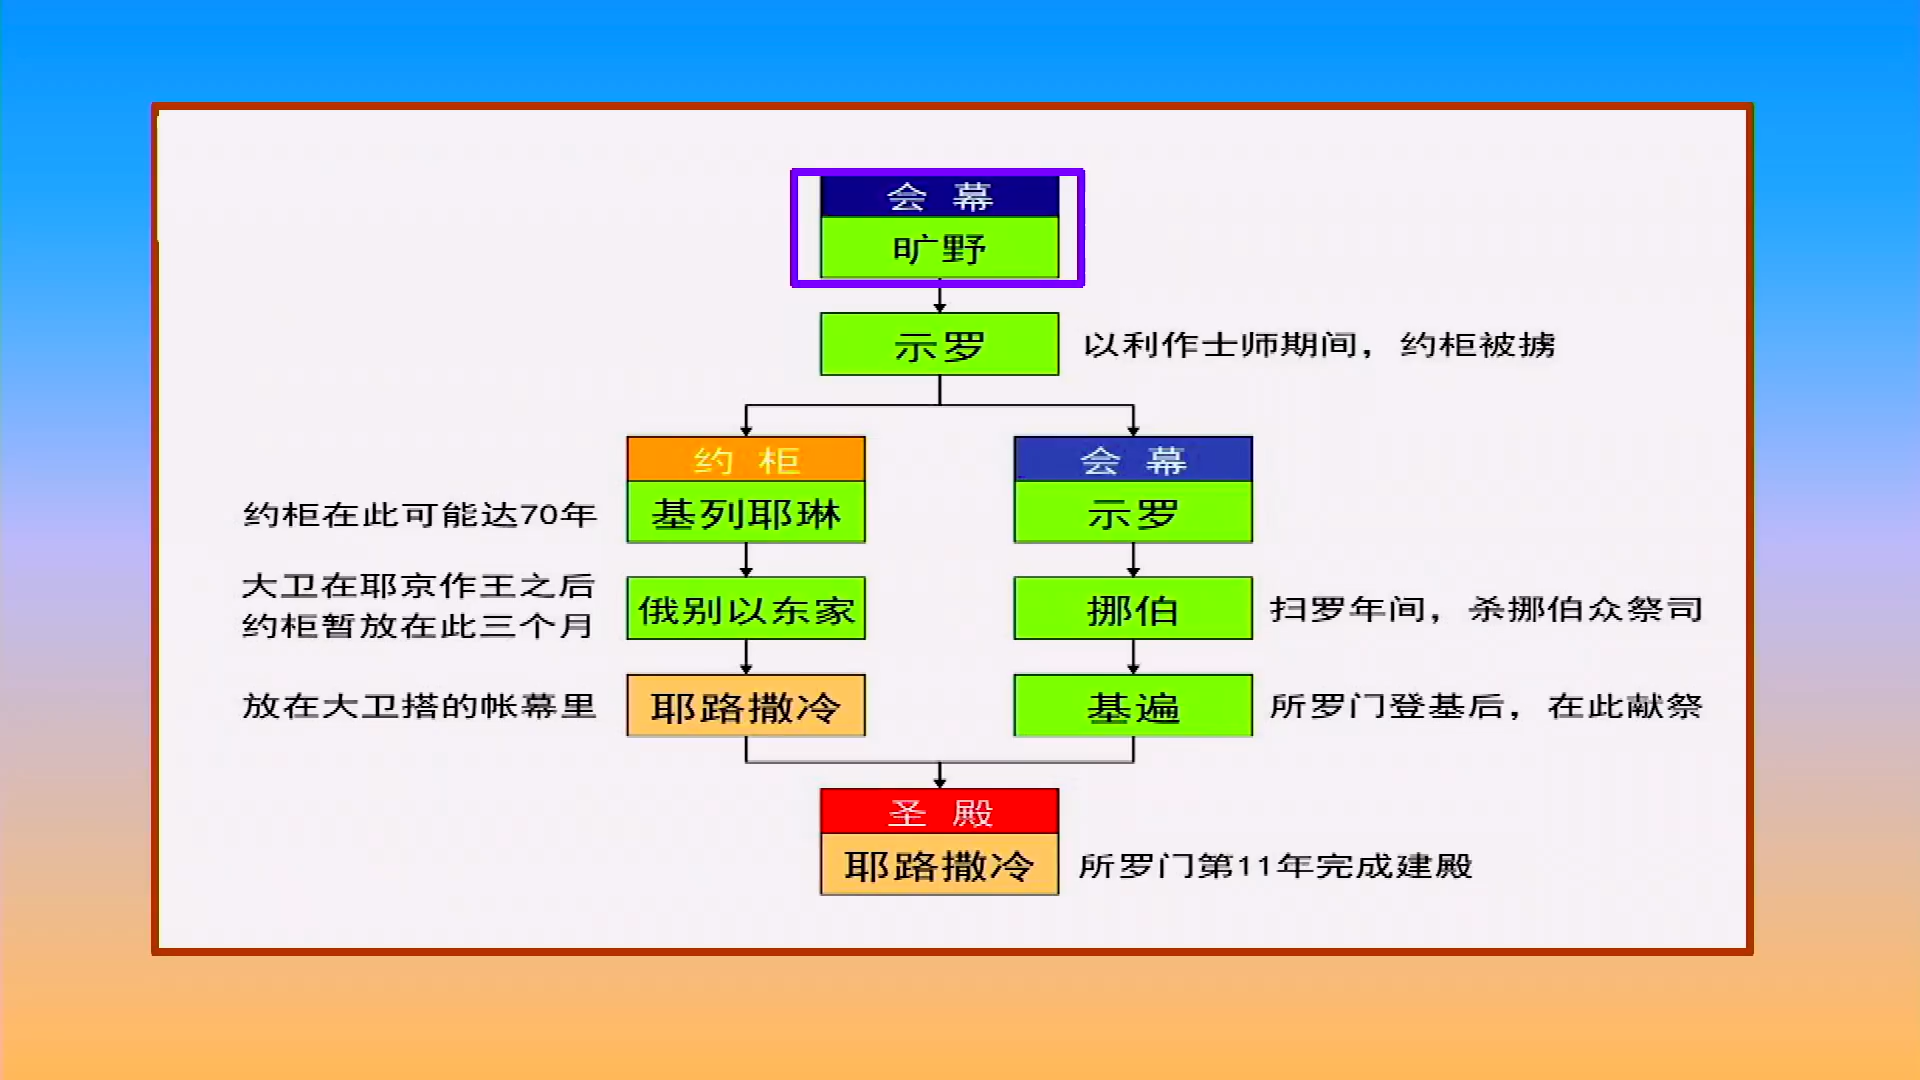 会 幕
旷野
示罗
以利作士师期间，约柜被掳
约 柜
会 幕
约柜在此可能达70年
基列耶琳
示罗
大卫在耶京作王之后
约柜暂放在此三个月
俄别以东家
挪伯
扫罗年间，杀挪伯众祭司
放在大卫搭的帐幕里
耶路撒冷
基遍
所罗门登基后，在此献祭
圣 殿
耶路撒冷
所罗门第11年完成建殿